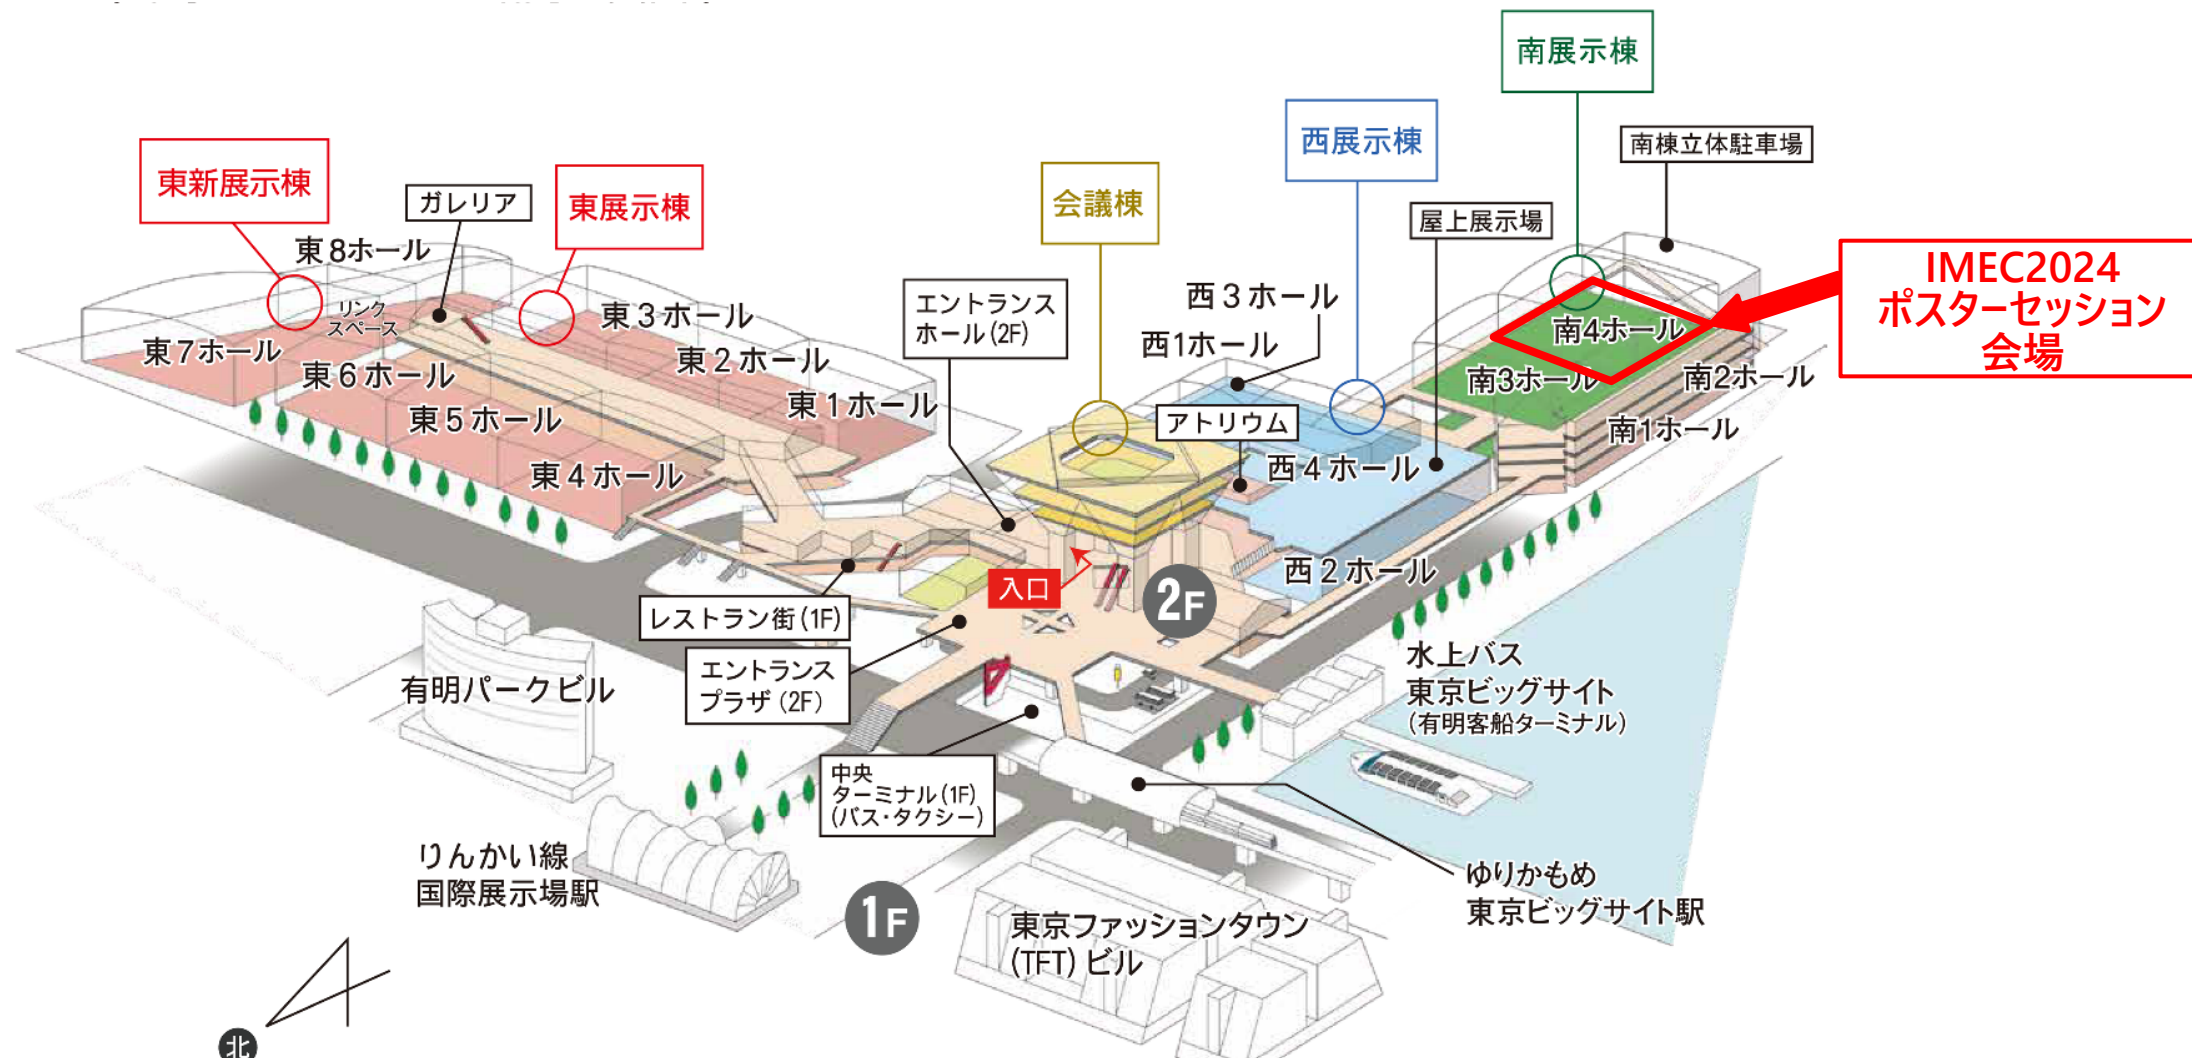 南展示棟
西展示棟
南棟立体駐車場
東新展示棟
ガレリア
東展示棟
会議棟
屋上展示場
IMEC2024
ポスターセッション
会場
東8ホール
リンク
スペース
東7ホール
東6ホール
東5ホール
東4ホール
東3ホール
東2ホール
東1ホール
エントランス
ホール(2F)
西3ホール
西1ホール
アトリウム
西4ホール
西2ホール
南4ホール
南3ホール
南2ホール
南1ホール
入口
2F
レストラン街(1F)
エントランス
プラザ(2F)
有明パークビル
中央
ターミナル(1F)
(バス・タクシー)
水上バス
東京ビッグサイト
(有明客船ターミナル)
りんかい線
国際展示場駅
1F
ゆりかもめ
東京ビッグサイト駅
東京ファッションタウン
(TFT)ビル
北